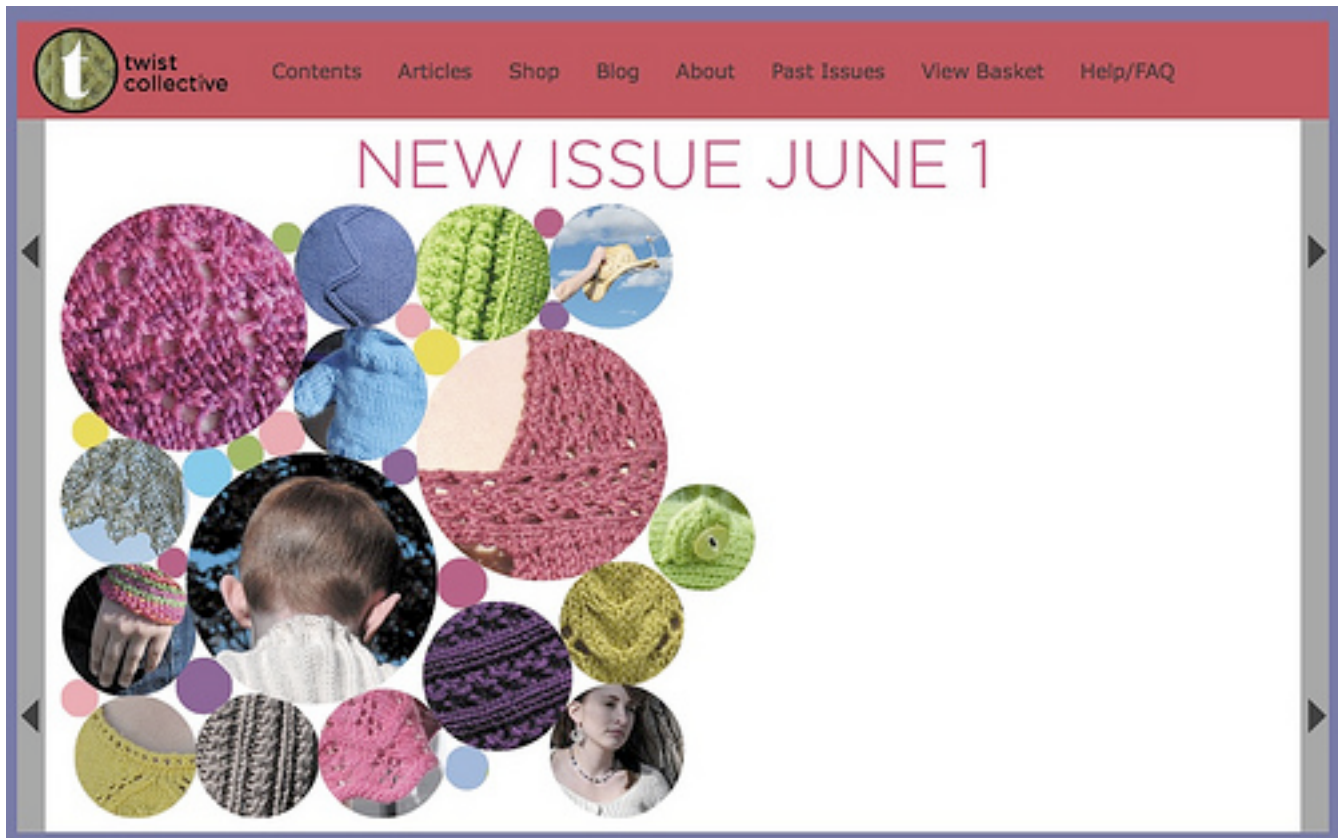 t
twist
collective
Contents Articles Shop Blog About Past Issues View Basket Help/FAQ
NEW ISSUE JUNE 1